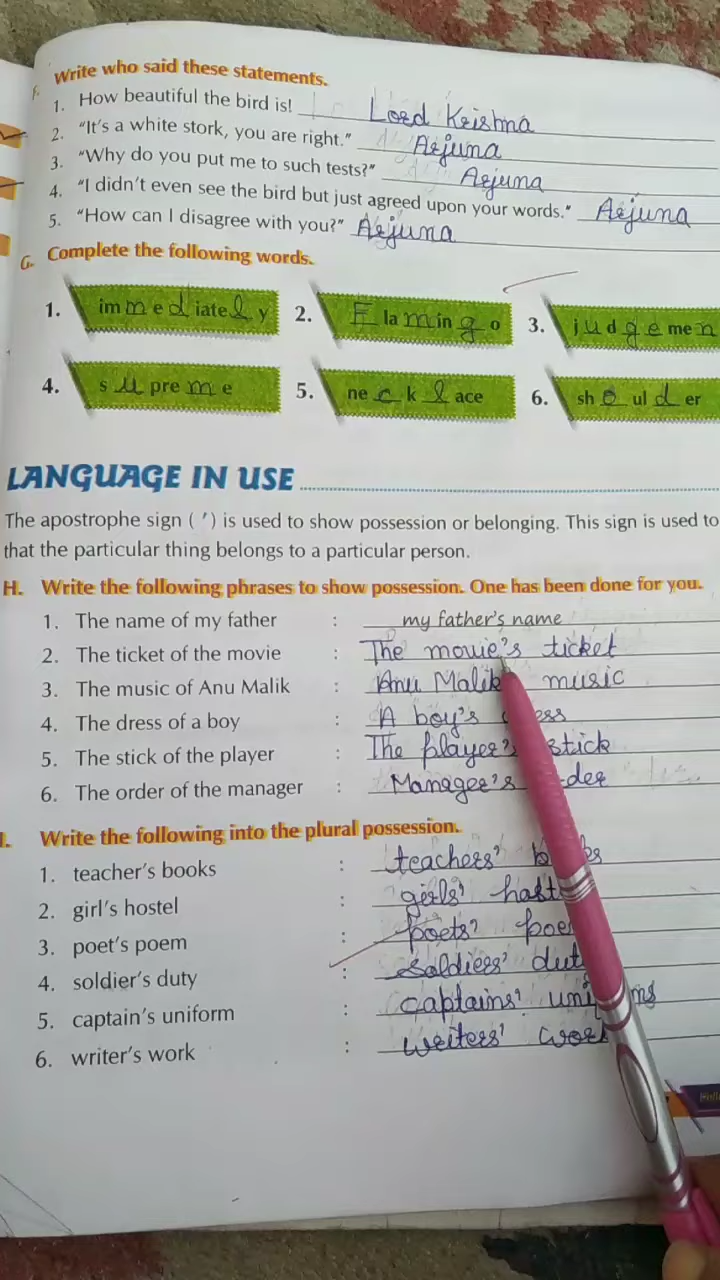 F. Write who said these statements.
1. How beautiful the bird is! Lord Krishna
2. "It's a white stork, you are right." Arjuna
3. "Why do you put me to such tests?" Arjuna
4. "I didn't even see the bird but just agreed upon your words." Arjuna
5. "How can I disagree with you?" Arjuna
G. Complete the following words.
1. immediately 2. Flamingo 3. judgemen
4. supreme 5. necklace 6. shoulder
LANGUAGE IN USE
The apostrophe sign ( ' ) is used to show possession or belonging. This sign is used to
that the particular thing belongs to a particular person.
H. Write the following phrases to show possession. One has been done for you.
1. The name of my father : my father's name
2. The ticket of the movie : The movie's ticket
3. The music of Anu Malik : Anu Malik music
4. The dress of a boy : A boy's
5. The stick of the player : The player's stick
6. The order of the manager : Manager's
I. Write the following into the plural possession.
1. teacher's books : teachers'
2. girl's hostel : girls'
3. poet's poem : poets'
4. soldier's duty : soldiers'
5. captain's uniform : captains'
6. writer's work : writers'